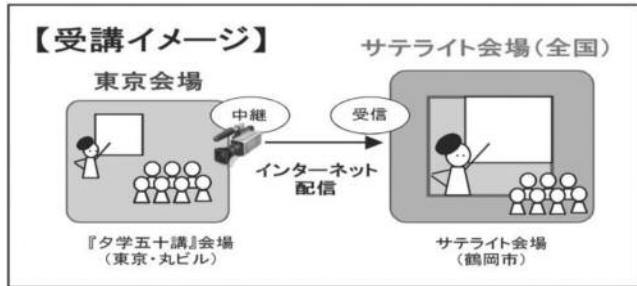 【受講イメージ】
東京会場
サテライト会場(全国)
中継
受信
インターネット
配信
『夕学五十講』会場
(東京・丸ビル)
サテライト会場
(鶴岡市)